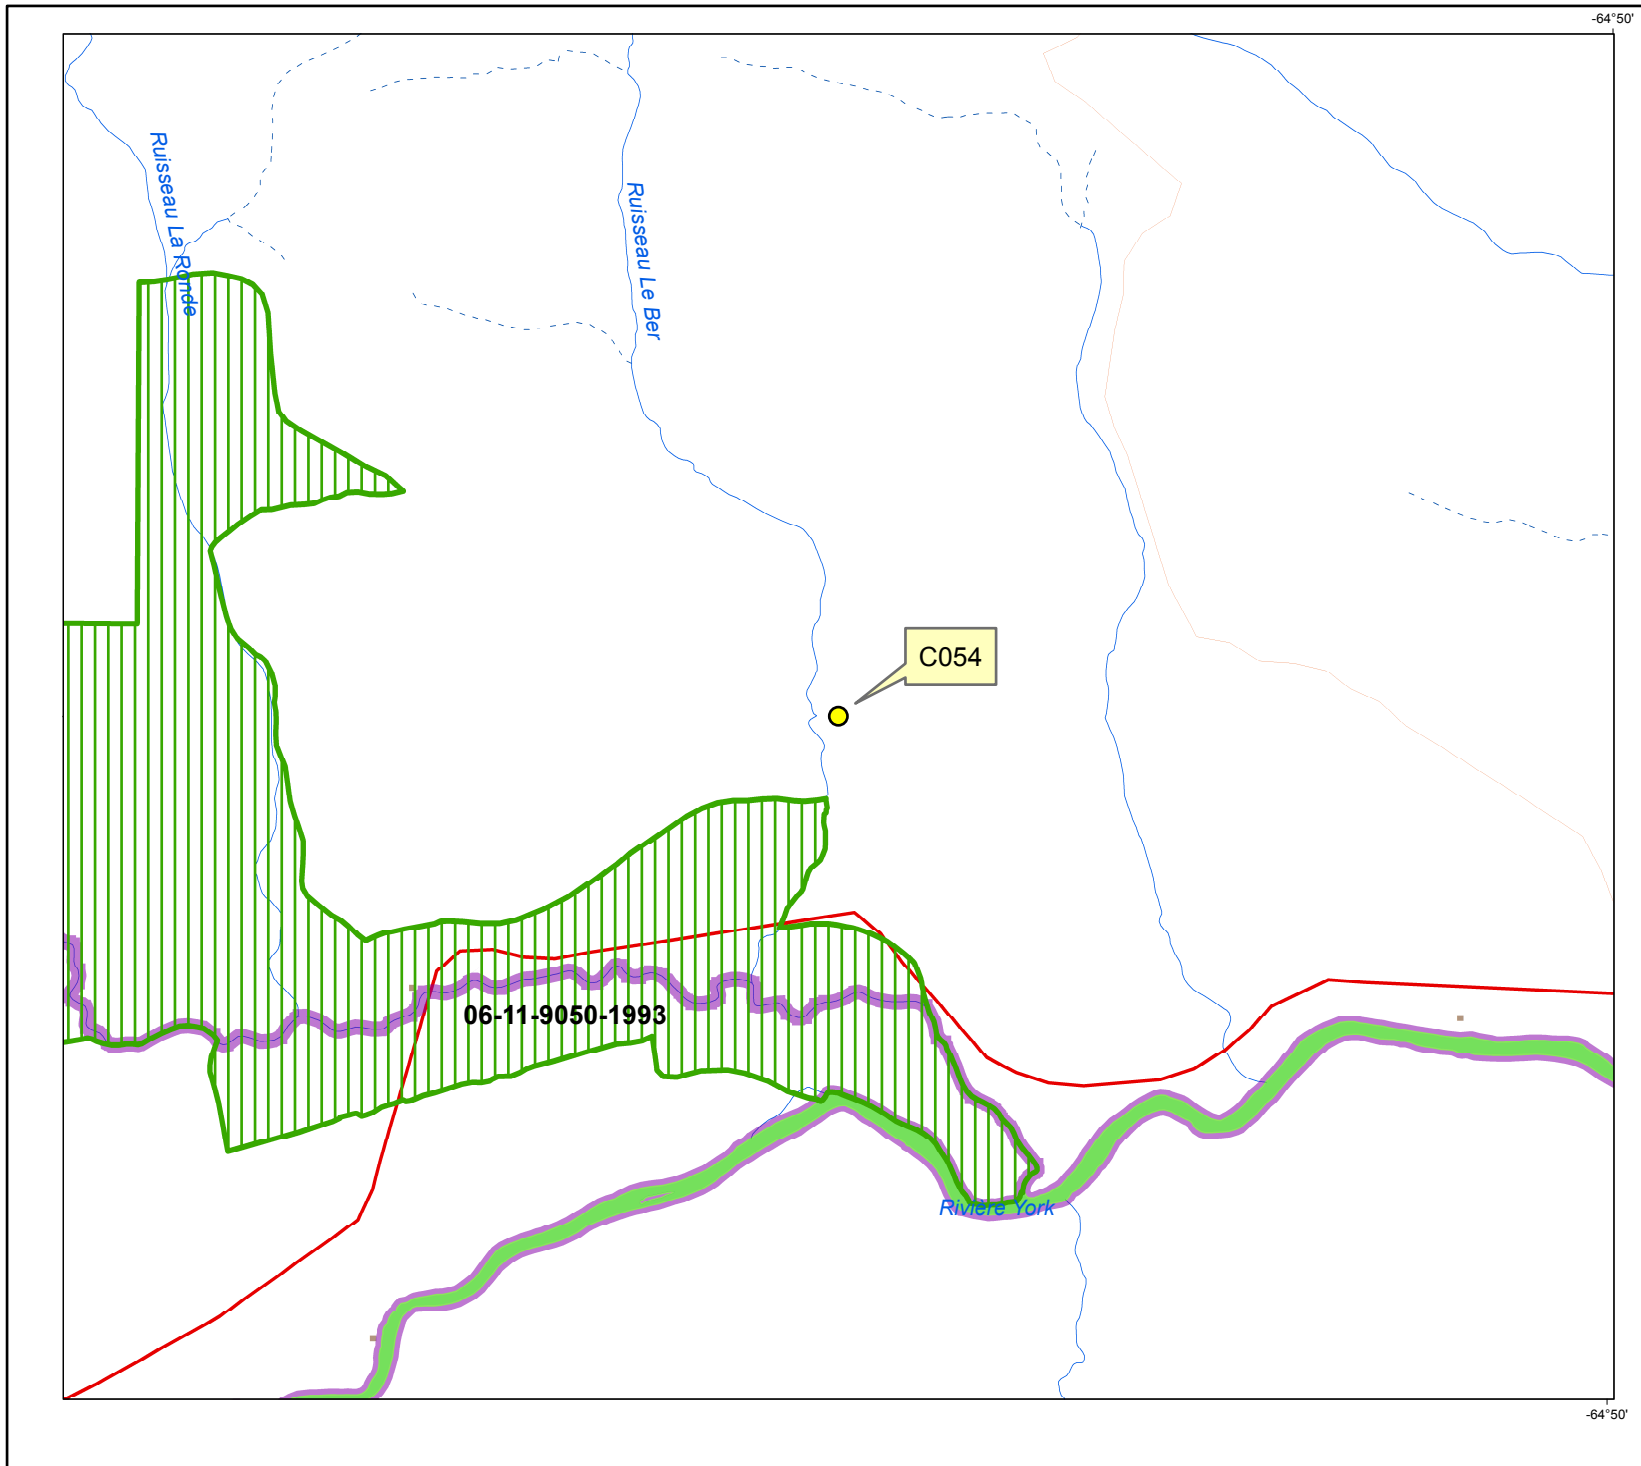 -64°50'
Ruisseau La Ronde
Ruisseau Le Ber
C054
06-11-9050-1993
Rivière York
-64°50'